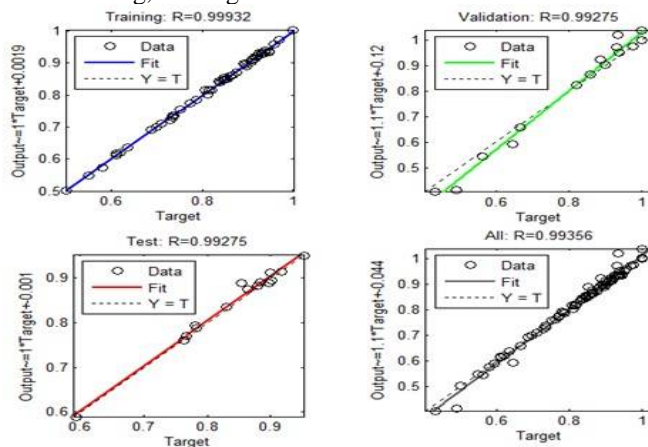 Training: R=0.99932
Output~=1*Target+0.0019
Data
Fit
Y = T
1
0.9
0.8
0.7
0.6
0.5
0.6
0.8
1
Target
Validation: R=0.99275
Output~=1.1*Target+-0.12
Data
Fit
Y = T
1
0.9
0.8
0.7
0.6
0.5
0.6
0.8
1
Target
Test: R=0.99275
Output~=1*Target+-0.001
Data
Fit
Y = T
0.9
0.8
0.7
0.6
0.6
0.7
0.8
0.9
Target
All: R=0.99356
Output~=1.1*Target+-0.044
Data
Fit
Y = T
1
0.9
0.8
0.7
0.6
0.5
0.6
0.8
1
Target